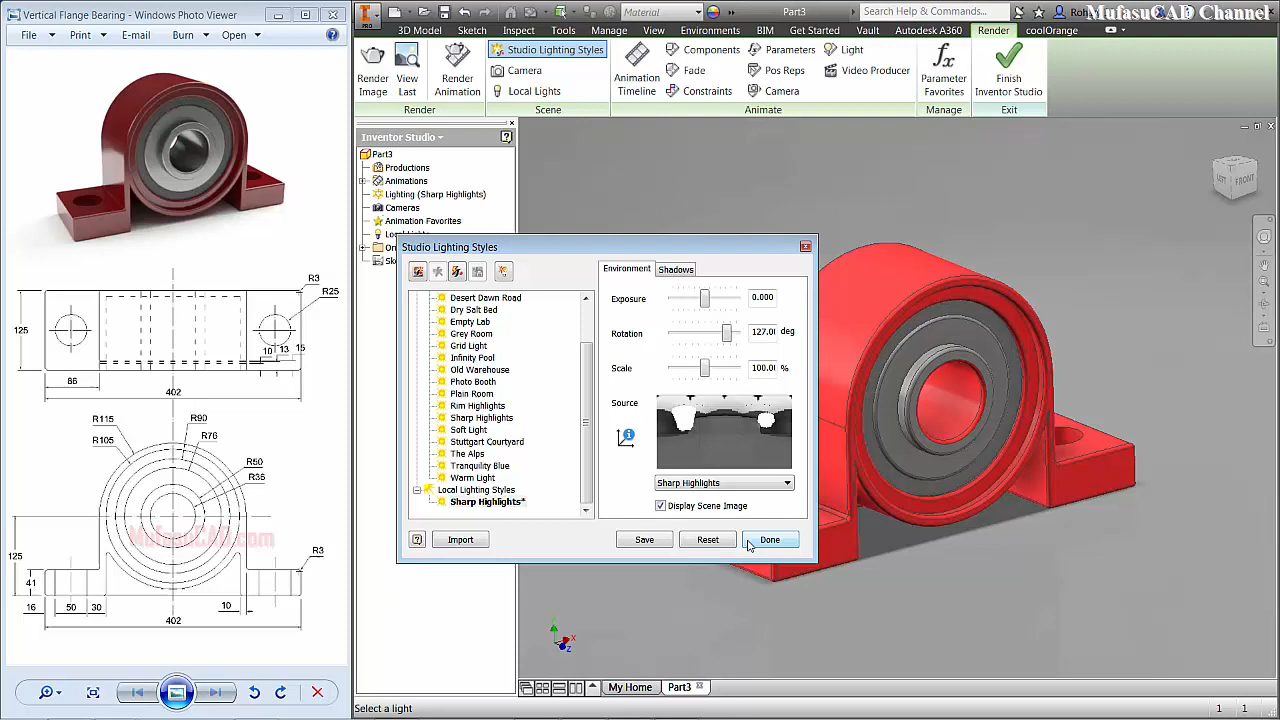 Vertical Flange Bearing - Windows Photo Viewer
File
Print
E-mail
Burn
Open
R3
R25
125
10
13
15
86
402
R115
R90
R105
R76
R50
R36
MufasuCAD.com
125
R3
41
16
50
30
10
402
PRO
Material
Part3
Search Help & Commands...
MufasuCAD Channel
3D Model
Sketch
Inspect
Tools
Manage
View
Environments
BIM
Get Started
Vault
Autodesk A360
Render
coolOrange
Render Image
View Last
Render Animation
Studio Lighting Styles
Camera
Local Lights
Animation Timeline
Components
Fade
Constraints
Parameters
Pos Reps
Camera
Light
Video Producer
Parameter Favorites
Finish Inventor Studio
Render
Scene
Animate
Manage
Exit
Inventor Studio
Part3
Productions
Animations
Lighting (Sharp Highlights)
Cameras
Animation Favorites
Studio Lighting Styles
Desert Dawn Road
Dry Salt Bed
Empty Lab
Grey Room
Grid Light
Infinity Pool
Old Warehouse
Photo Booth
Plain Room
Rim Highlights
Sharp Highlights
Soft Light
Stuttgart Courtyard
The Alps
Tranquility Blue
Warm Light
Local Lighting Styles
Sharp Highlights*
Environment
Shadows
Exposure
0.000
Rotation
deg
Scale
%
Source
Sharp Highlights
Display Scene Image
Import
Save
Reset
Done
LEFT
FRONT
X
Z
My Home
Part3
Select a light
1
1